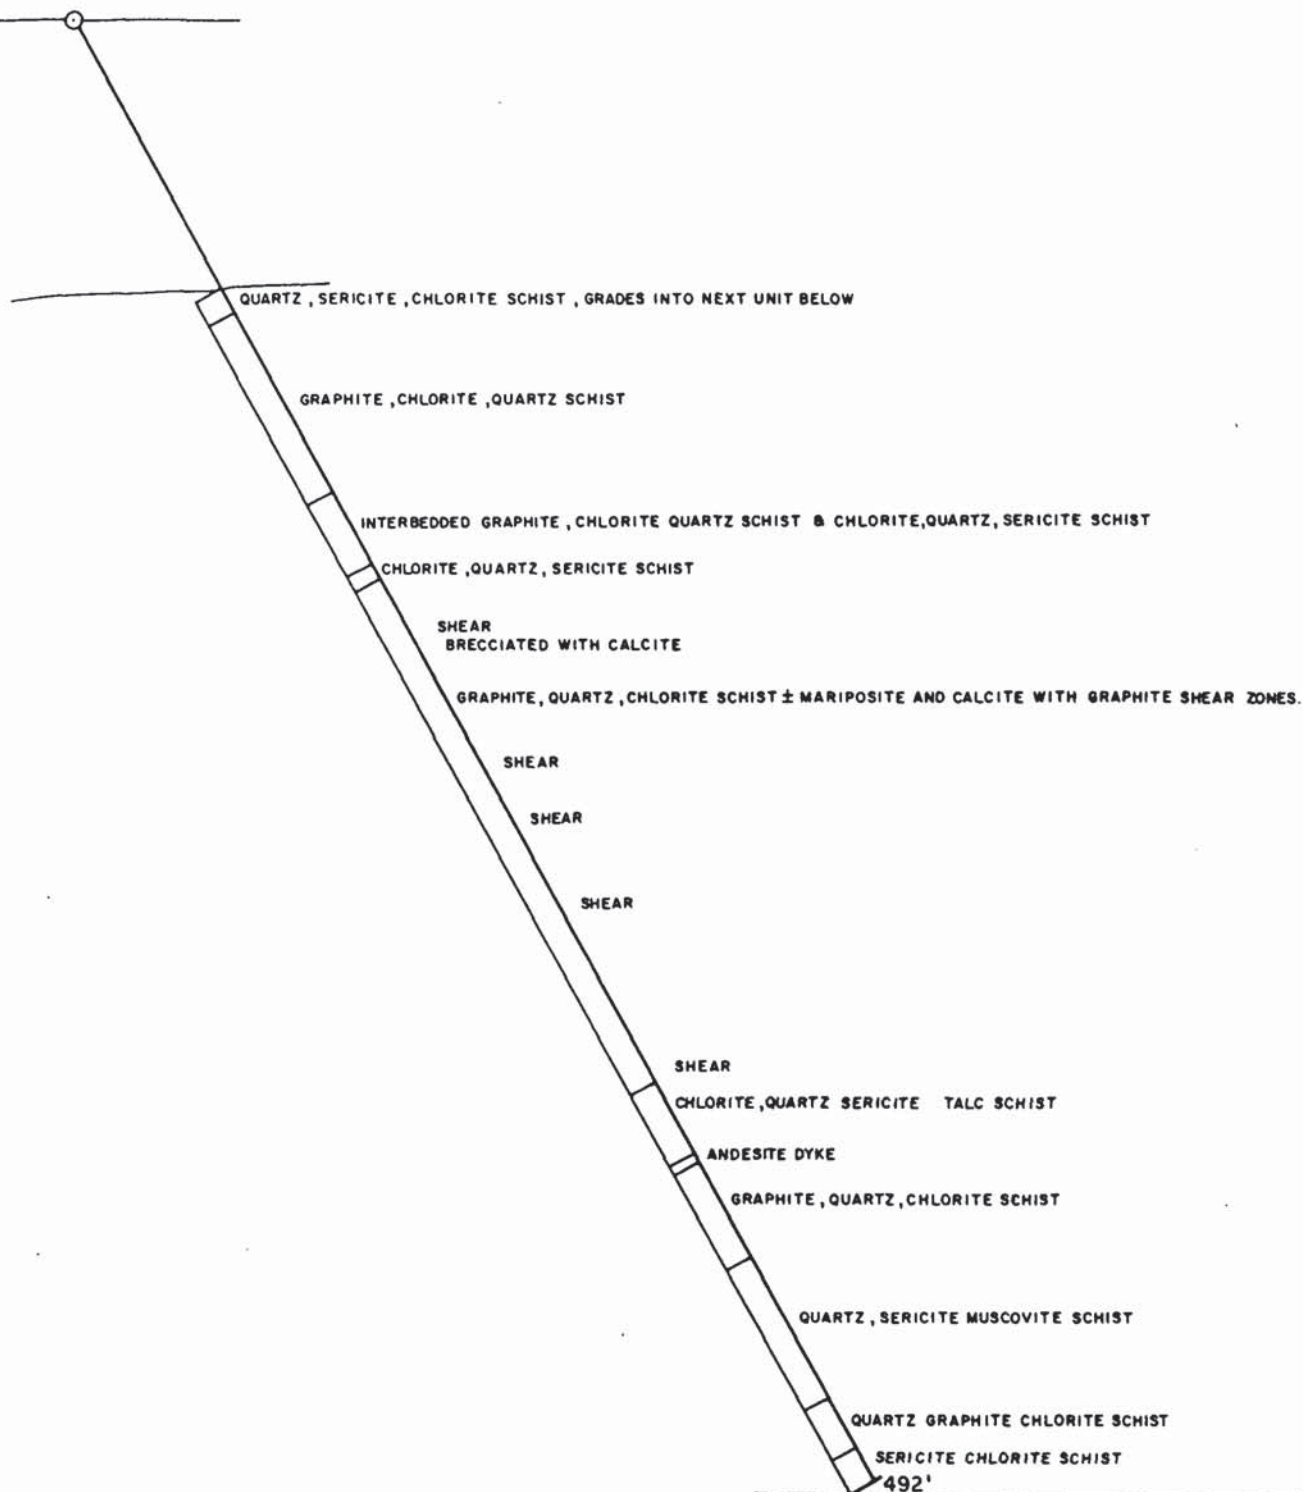 QUARTZ , SERICITE , CHLORITE SCHIST , GRADES INTO NEXT UNIT BELOW
GRAPHITE , CHLORITE , QUARTZ SCHIST
INTERBEDDED GRAPHITE , CHLORITE QUARTZ SCHIST & CHLORITE, QUARTZ, SERICITE SCHIST
CHLORITE , QUARTZ, SERICITE SCHIST
SHEAR
BRECCIATED WITH CALCITE
GRAPHITE, QUARTZ , CHLORITE SCHIST ± MARIPOSITE AND CALCITE WITH GRAPHITE SHEAR ZONES.
SHEAR
SHEAR
SHEAR
SHEAR
CHLORITE , QUARTZ SERICITE TALC SCHIST
ANDESITE DYKE
GRAPHITE , QUARTZ , CHLORITE SCHIST
QUARTZ , SERICITE MUSCOVITE SCHIST
QUARTZ GRAPHITE CHLORITE SCHIST
SERICITE CHLORITE SCHIST
492'